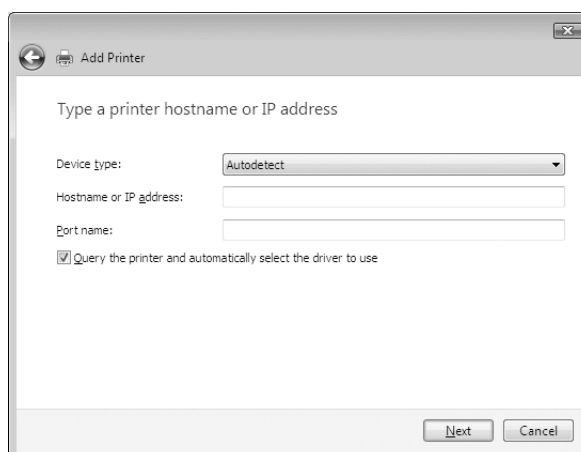 Add Printer
Type a printer hostname or IP address
Device type: Autodetect
Hostname or IP address:
Port name:
Query the printer and automatically select the driver to use
Next Cancel